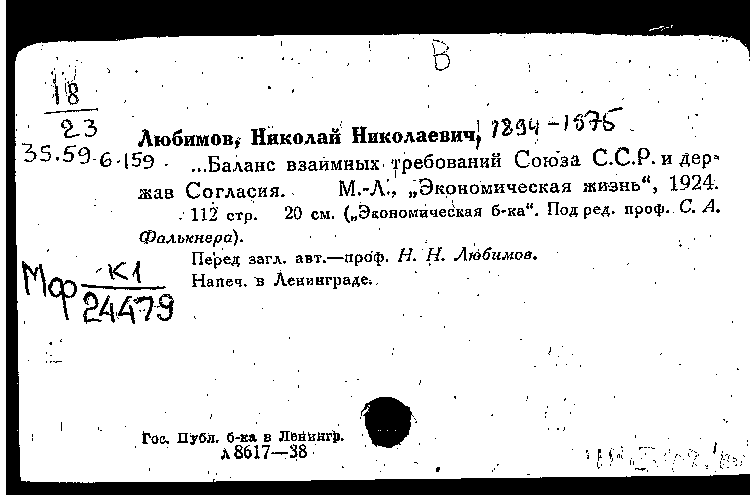 В
18
23
35.59.6.159
Любимов, Николай Николаевич, 1894-1975
...Баланс взаимных требований Союза С.С.Р. и дер-
жав Согласия. М.-Л., „Экономическая жизнь“, 1924.
112 стр. 20 см. („Экономическая б-ка“. Под ред. проф. С. А.
Фалькнера).
Перед загл. авт.—проф. Н. Н. Любимов.
Напеч. в Ленинграде.
Мф К1
24479
Гос. Публ. б-ка в Ленингр.
л 8617—38